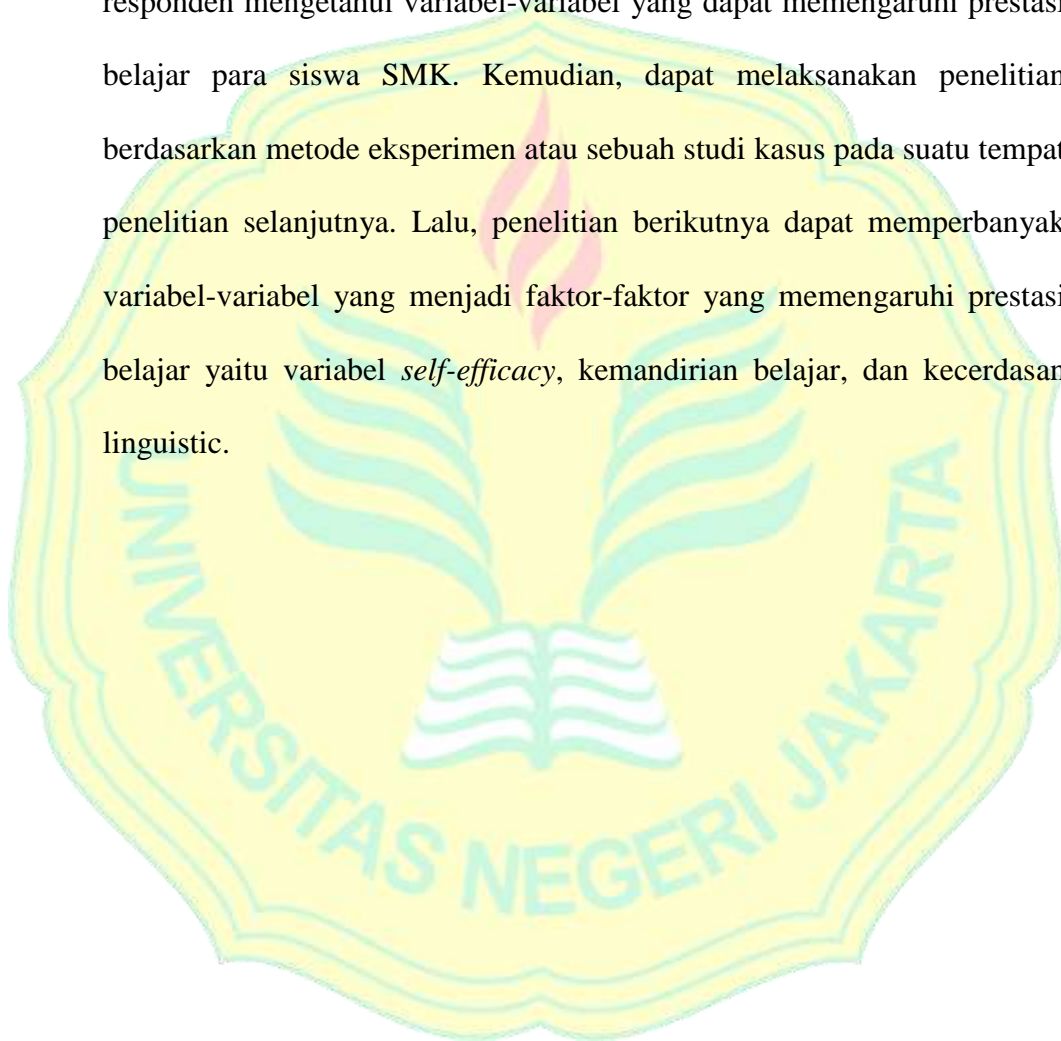 responden mengetahui variabel-variabel yang dapat memengaruhi prestasi
belajar para siswa SMK. Kemudian, dapat melaksanakan penelitian
berdasarkan metode eksperimen atau sebuah studi kasus pada suatu tempat
penelitian selanjutnya. Lalu, penelitian berikutnya dapat memperbanyak
variabel-variabel yang menjadi faktor-faktor yang memengaruhi prestasi
belajar yaitu variabel self-efficacy, kemandirian belajar, dan kecerdasan
linguistic.
UNIVERSITAS NEGERI JAKARTA